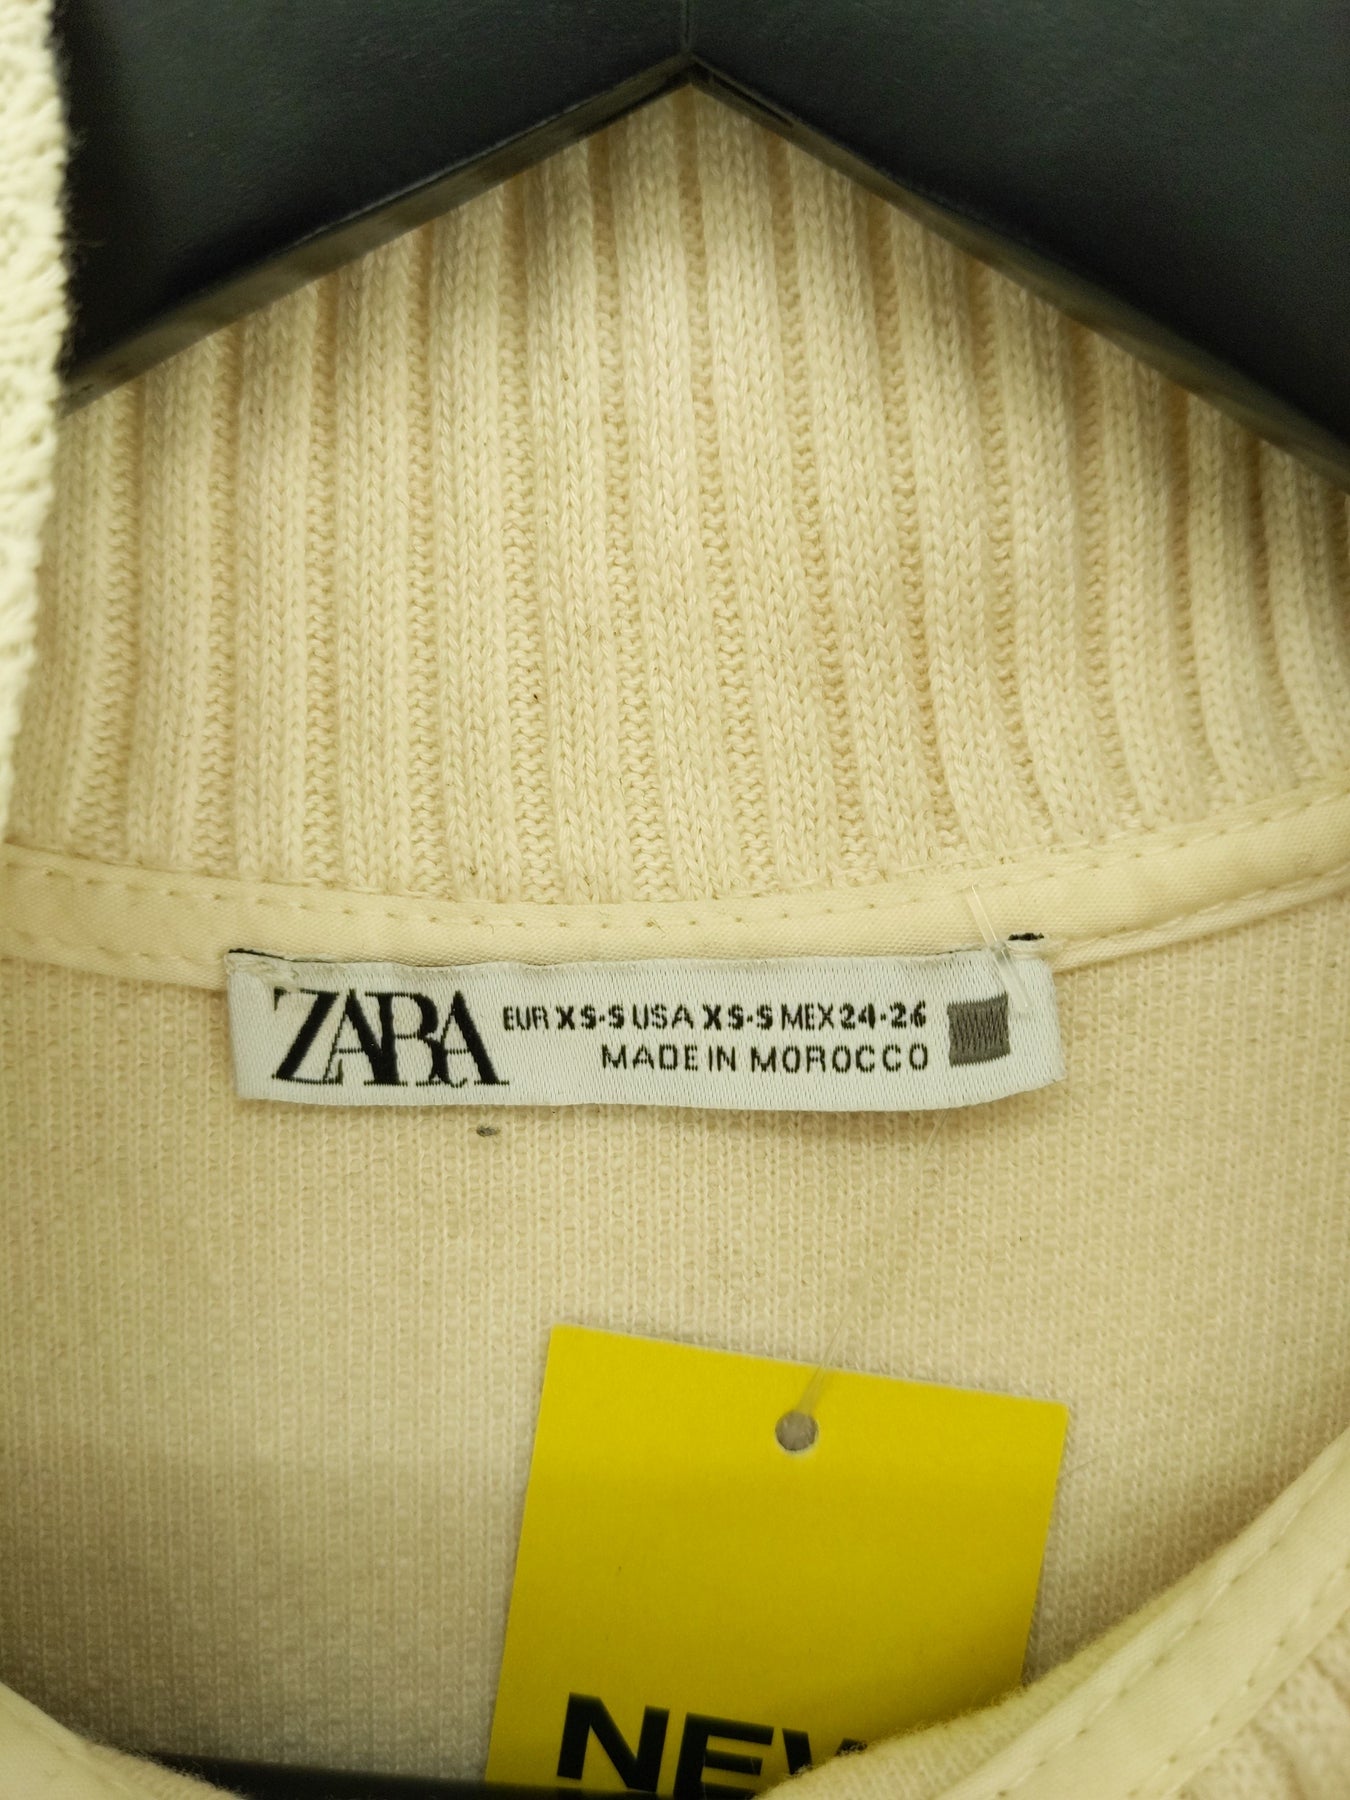 ZARA
EUR XS-S USA XS-S MEX 24-26
MADE IN MOROCCO